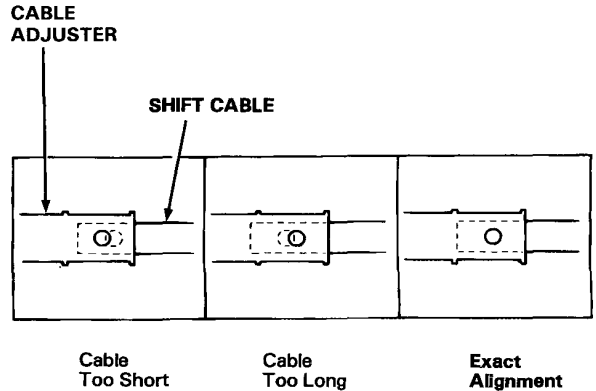 CABLE
ADJUSTER
SHIFT CABLE
Cable
Too Short
Cable
Too Long
Exact
Alignment